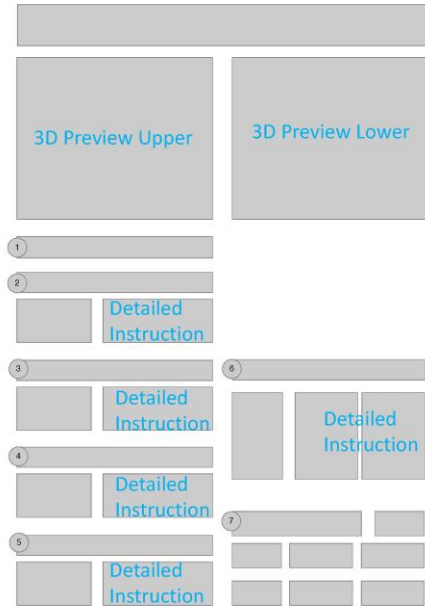 3D Preview Upper
3D Preview Lower
1
2
Detailed
Instruction
3
Detailed
Instruction
4
Detailed
Instruction
5
Detailed
Instruction
6
Detailed
Instruction
7